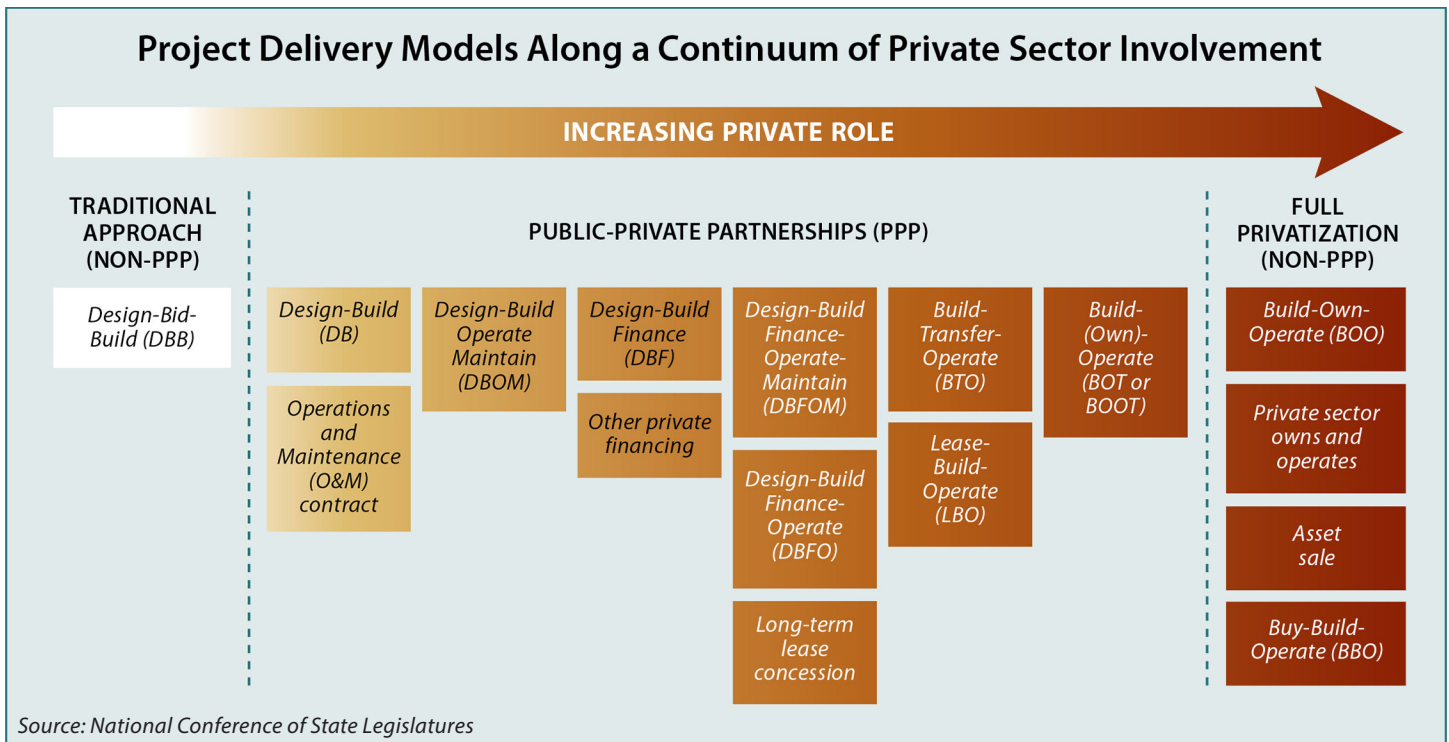 Project Delivery Models Along a Continuum of Private Sector Involvement
INCREASING PRIVATE ROLE
TRADITIONAL
APPROACH
(NON-PPP)
Design-Bid-
Build (DBB)
PUBLIC-PRIVATE PARTNERSHIPS (PPP)
Design-Build
(DB)
Operations
and
Maintenance
(O&M)
contract
Design-Build
Operate
Maintain
(DBOM)
Design-Build
Finance
(DBF)
Other private
financing
Design-Build
Finance-
Operate-
Maintain
(DBFOM)
Design-Build
Finance-
Operate
(DBFO)
Long-term
lease
concession
Build-
Transfer-
Operate
(BTO)
Lease-
Build-
Operate
(LBO)
Build-
(Own)-
Operate
(BOT or
BOOT)
FULL
PRIVATIZATION
(NON-PPP)
Build-Own-
Operate (BOO)
Private sector
owns and
operates
Asset
sale
Buy-Build-
Operate (BBO)
Source: National Conference of State Legislatures